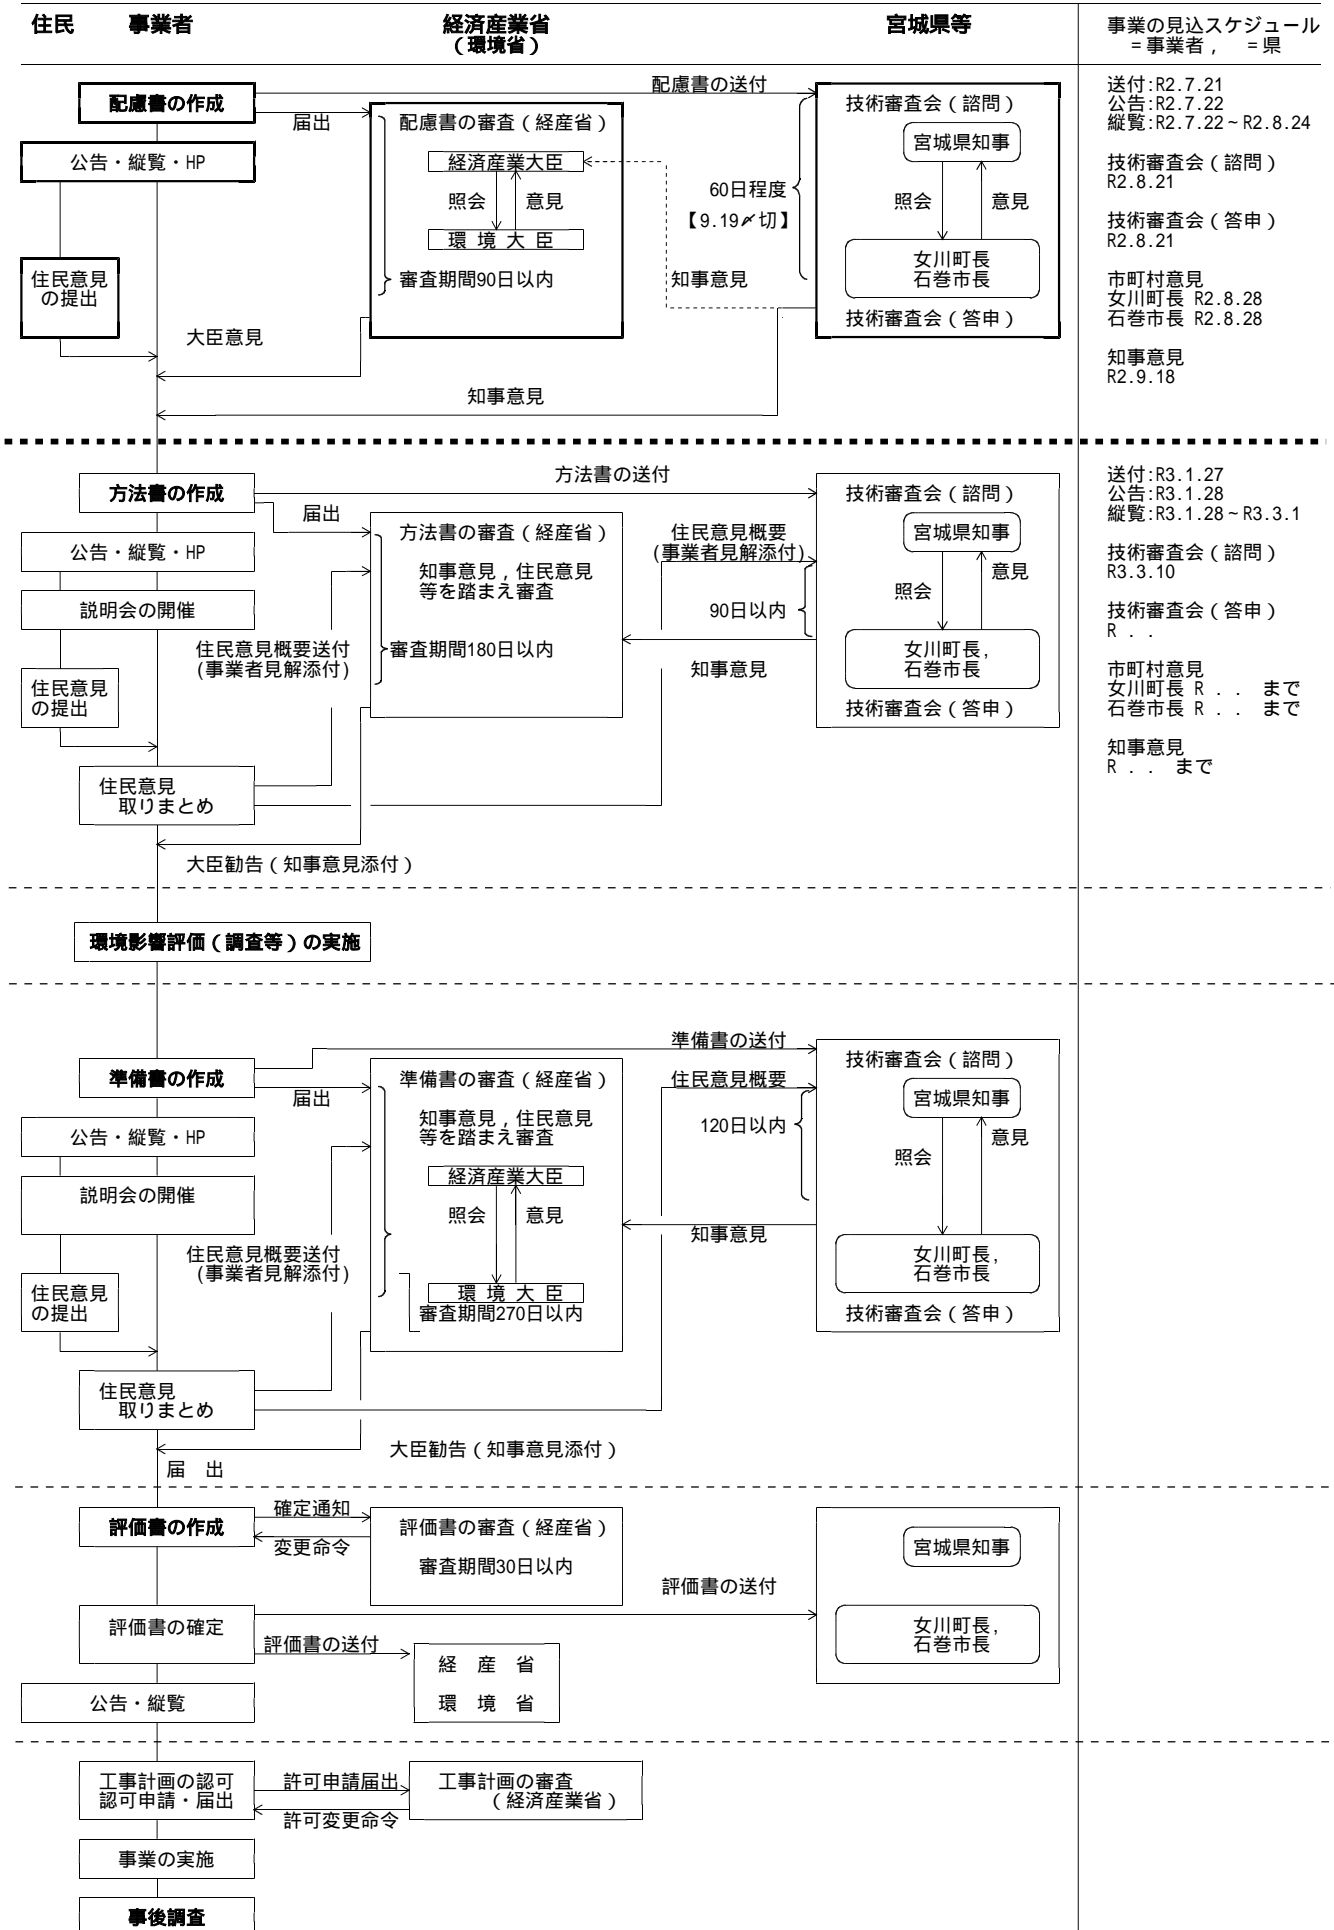 住民
事業者
経済産業省
（環境省）
宮城県等
事業の見込スケジュール
=事業者，　=県
配慮書の作成
配慮書の送付
届出
公告・縦覧・HP
配慮書の審査（経産省）
経済産業大臣
照会
意見
環 境 大 臣
審査期間90日以内
60日程度
【9.19〆切】
技術審査会（諮問）
宮城県知事
照会
意見
女川町長
石巻市長
技術審査会（答申）
住民意見
の提出
知事意見
大臣意見
知事意見
送付:R2.7.21
公告:R2.7.22
縦覧:R2.7.22～R2.8.24
技術審査会（諮問）
R2.8.21
技術審査会（答申）
R2.8.21
市町村意見
女川町長 R2.8.28
石巻市長 R2.8.28
知事意見
R2.9.18
方法書の作成
方法書の送付
届出
公告・縦覧・HP
説明会の開催
方法書の審査（経産省）
知事意見，住民意見
等を踏まえ審査
審査期間180日以内
住民意見概要
(事業者見解添付)
90日以内
技術審査会（諮問）
宮城県知事
照会
意見
女川町長，
石巻市長
技術審査会（答申）
住民意見概要送付
(事業者見解添付)
住民意見
の提出
知事意見
住民意見
取りまとめ
大臣勧告（知事意見添付）
送付:R3.1.27
公告:R3.1.28
縦覧:R3.1.28～R3.3.1
技術審査会（諮問）
R3.3.10
技術審査会（答申）
R . .
市町村意見
女川町長 R . . まで
石巻市長 R . . まで
知事意見
R . . まで
環境影響評価（調査等）の実施
準備書の作成
準備書の送付
届出
公告・縦覧・HP
説明会の開催
準備書の審査（経産省）
知事意見，住民意見
等を踏まえ審査
経済産業大臣
照会
意見
環 境 大 臣
審査期間270日以内
住民意見概要
120日以内
技術審査会（諮問）
宮城県知事
照会
意見
女川町長，
石巻市長
技術審査会（答申）
知事意見
住民意見概要送付
(事業者見解添付)
住民意見
の提出
住民意見
取りまとめ
大臣勧告（知事意見添付）
届　出
評価書の作成
確定通知
変更命令
評価書の審査（経産省）
審査期間30日以内
宮城県知事
評価書の送付
女川町長，
石巻市長
評価書の確定
評価書の送付
経　産　省
環　境　省
公告・縦覧
工事計画の認可
認可申請・届出
許可申請届出
許可変更命令
工事計画の審査
（経済産業省）
事業の実施
事後調査